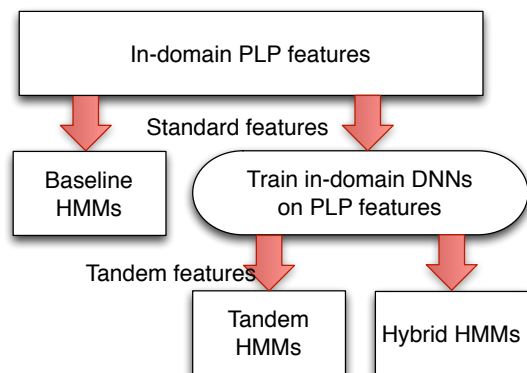 In-domain PLP features
Standard features
Baseline
HMMs
Train in-domain DNNs
on PLP features
Tandem features
Tandem
HMMs
Hybrid HMMs